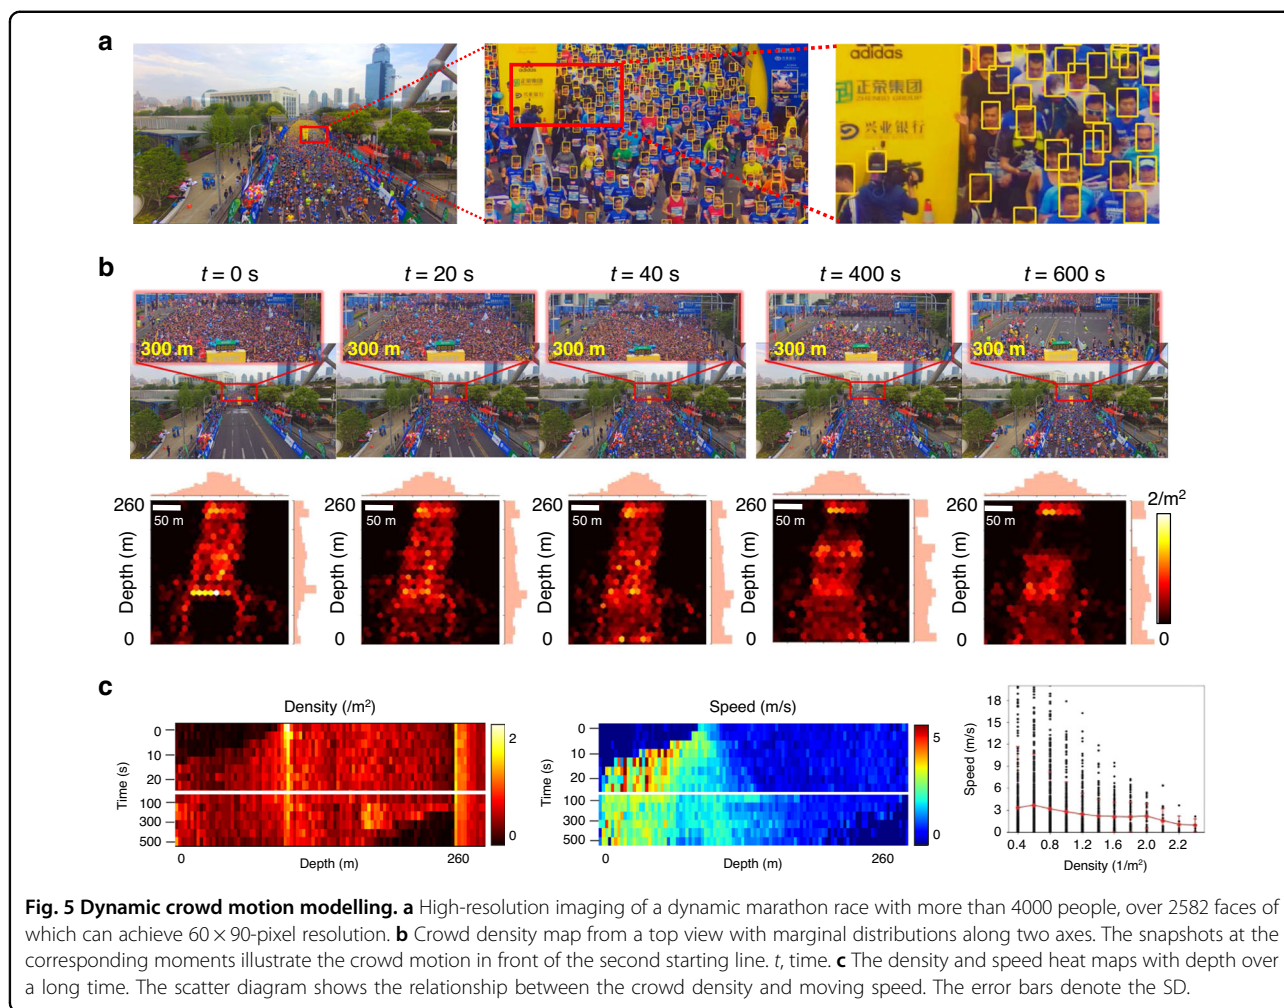 a
adidas
正荣集团
兴业银行
adidas
正荣集团
ZHENRO GROUP
兴业银行
b
t = 0 s
t = 20 s
t = 40 s
t = 400 s
t = 600 s
300 m
300 m
300 m
300 m
300 m
260
50 m
Depth (m)
0
260
50 m
Depth (m)
0
260
50 m
Depth (m)
0
260
50 m
Depth (m)
0
260
50 m
Depth (m)
0
2/m²
0
c
Density (/m²)
Time (s)
0
10
20
100
300
500
0
Depth (m)
260
2
0
Speed (m/s)
Time (s)
0
10
20
100
300
500
0
Depth (m)
260
5
0
Speed (m/s)
18
15
12
9
6
3
0
0.4 0.8 1.2 1.6 2.0 2.2
Density (1/m²)
Fig. 5 Dynamic crowd motion modelling. a High-resolution imaging of a dynamic marathon race with more than 4000 people, over 2582 faces of
which can achieve 60 × 90-pixel resolution. b Crowd density map from a top view with marginal distributions along two axes. The snapshots at the
corresponding moments illustrate the crowd motion in front of the second starting line. t, time. c The density and speed heat maps with depth over
a long time. The scatter diagram shows the relationship between the crowd density and moving speed. The error bars denote the SD.